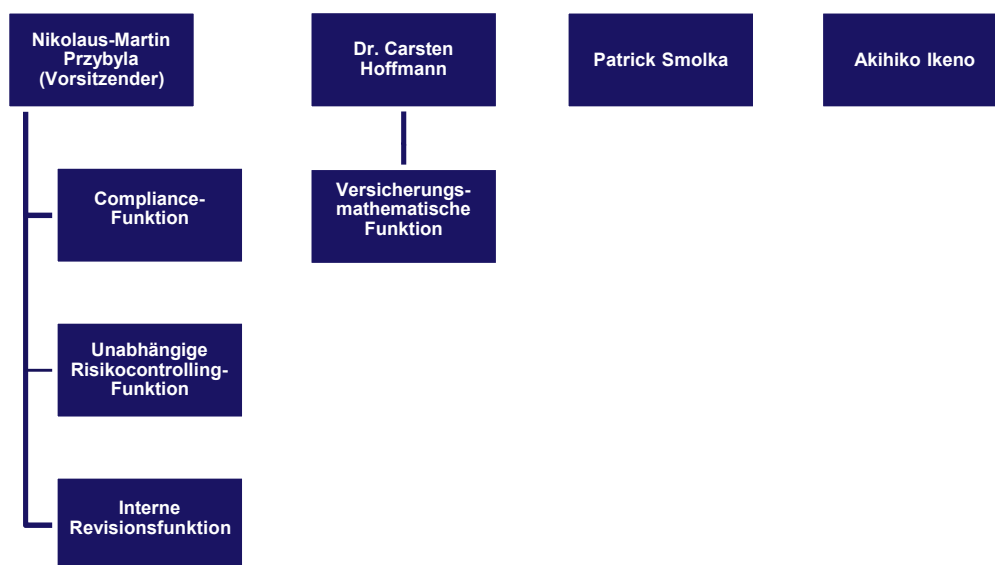 Nikolaus-Martin
Przybyla
(Vorsitzender)
Dr. Carsten
Hoffmann
Patrick Smolka
Akihiko Ikeno
Compliance-
Funktion
Versicherungs-
mathematische
Funktion
Unabhängige
Risikocontrolling-
Funktion
Interne
Revisionsfunktion